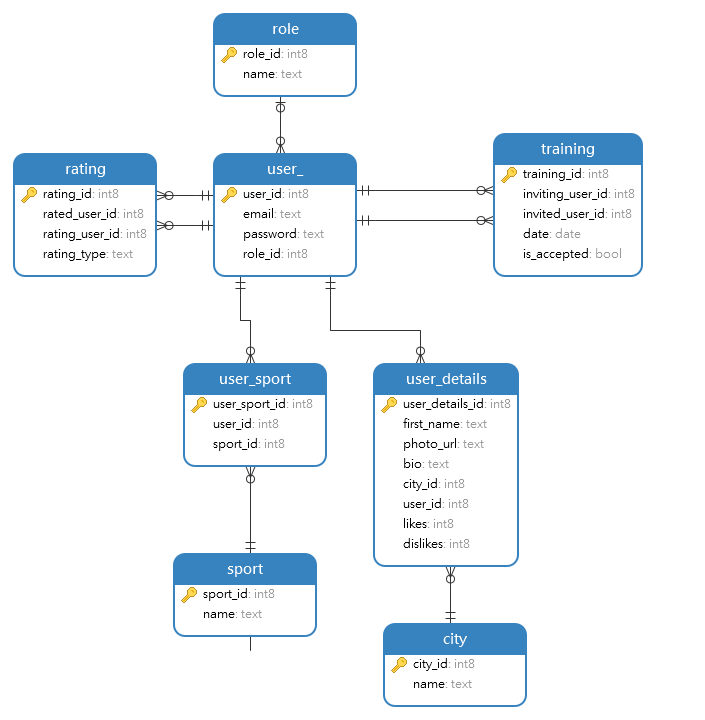 role
role_id: int8
name: text
rating
rating_id: int8
rated_user_id: int8
rating_user_id: int8
rating_type: text
user_
user_id: int8
email: text
password: text
role_id: int8
training
training_id: int8
inviting_user_id: int8
invited_user_id: int8
date: date
is_accepted: bool
user_sport
user_sport_id: int8
user_id: int8
sport_id: int8
user_details
user_details_id: int8
first_name: text
photo_url: text
bio: text
city_id: int8
user_id: int8
likes: int8
dislikes: int8
sport
sport_id: int8
name: text
city
city_id: int8
name: text